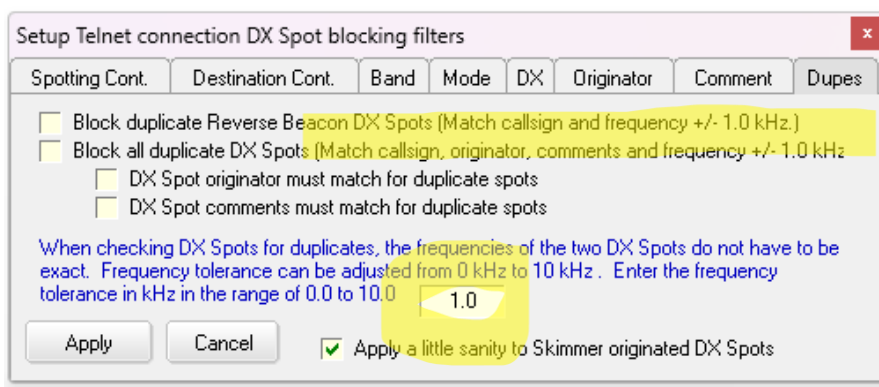 Setup Telnet connection DX Spot blocking filters
x
Spotting Cont. Destination Cont. Band Mode DX Originator Comment Dupes
Block duplicate Reverse Beacon DX Spots (Match callsign and frequency +/- 1.0 kHz.)
Block all duplicate DX Spots (Match callsign, originator, comments and frequency +/- 1.0 kHz
DX Spot originator must match for duplicate spots
DX Spot comments must match for duplicate spots
When checking DX Spots for duplicates, the frequencies of the two DX Spots do not have to be
exact. Frequency tolerance can be adjusted from 0 kHz to 10 kHz . Enter the frequency
tolerance in kHz in the range of 0.0 to 10.0 1.0
Apply Cancel Apply a little sanity to Skimmer originated DX Spots